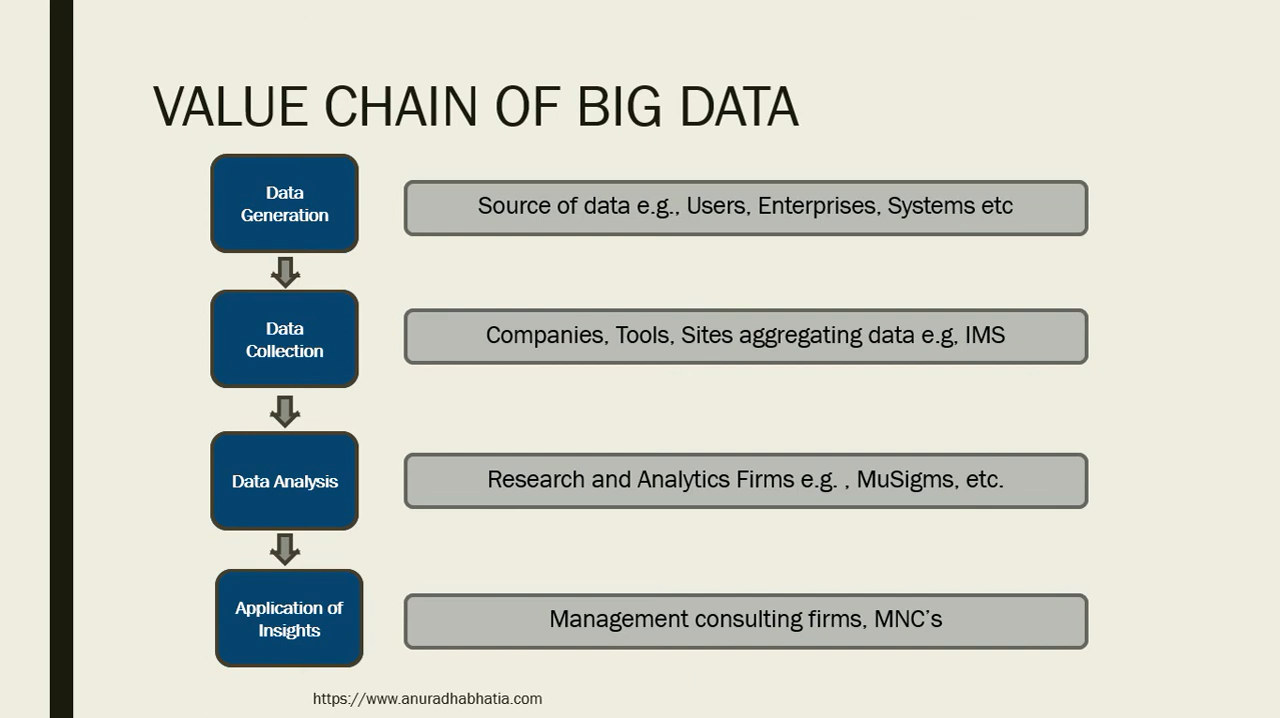 VALUE CHAIN OF BIG DATA
Data
Generation
Source of data e.g., Users, Enterprises, Systems etc
Data
Collection
Companies, Tools, Sites aggregating data e.g, IMS
Data Analysis
Research and Analytics Firms e.g. , MuSigms, etc.
Application of
Insights
Management consulting firms, MNC’s
https://www.anuradhabhatia.com